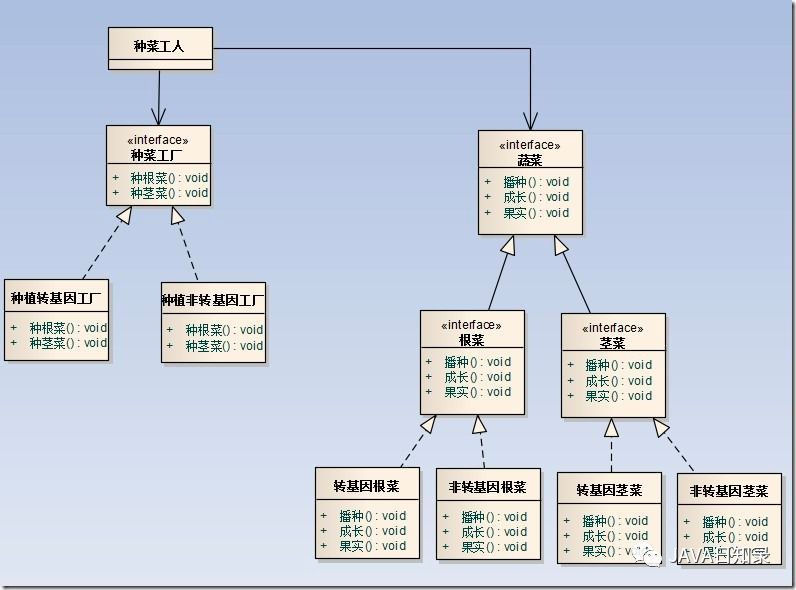 种菜工人
«interface»
种菜工厂
+ 种根菜() : void
+ 种茎菜() : void
«interface»
蔬菜
+ 播种() : void
+ 成长() : void
+ 果实() : void
种植转基因工厂
+ 种根菜() : void
+ 种茎菜() : void
种植非转基因工厂
+ 种根菜() : void
+ 种茎菜() : void
«interface»
根菜
+ 播种() : void
+ 成长() : void
+ 果实() : void
«interface»
茎菜
+ 播种() : void
+ 成长() : void
+ 果实() : void
转基因根菜
+ 播种() : void
+ 成长() : void
+ 果实() : void
非转基因根菜
+ 播种() : void
+ 成长() : void
+ 果实() : void
转基因茎菜
+ 播种() : void
+ 成长() : void
+ 果实() : void
非转基因茎菜
+ 播种() : void
+ 成长() : void
+ 果实() : void
JAVA日知录